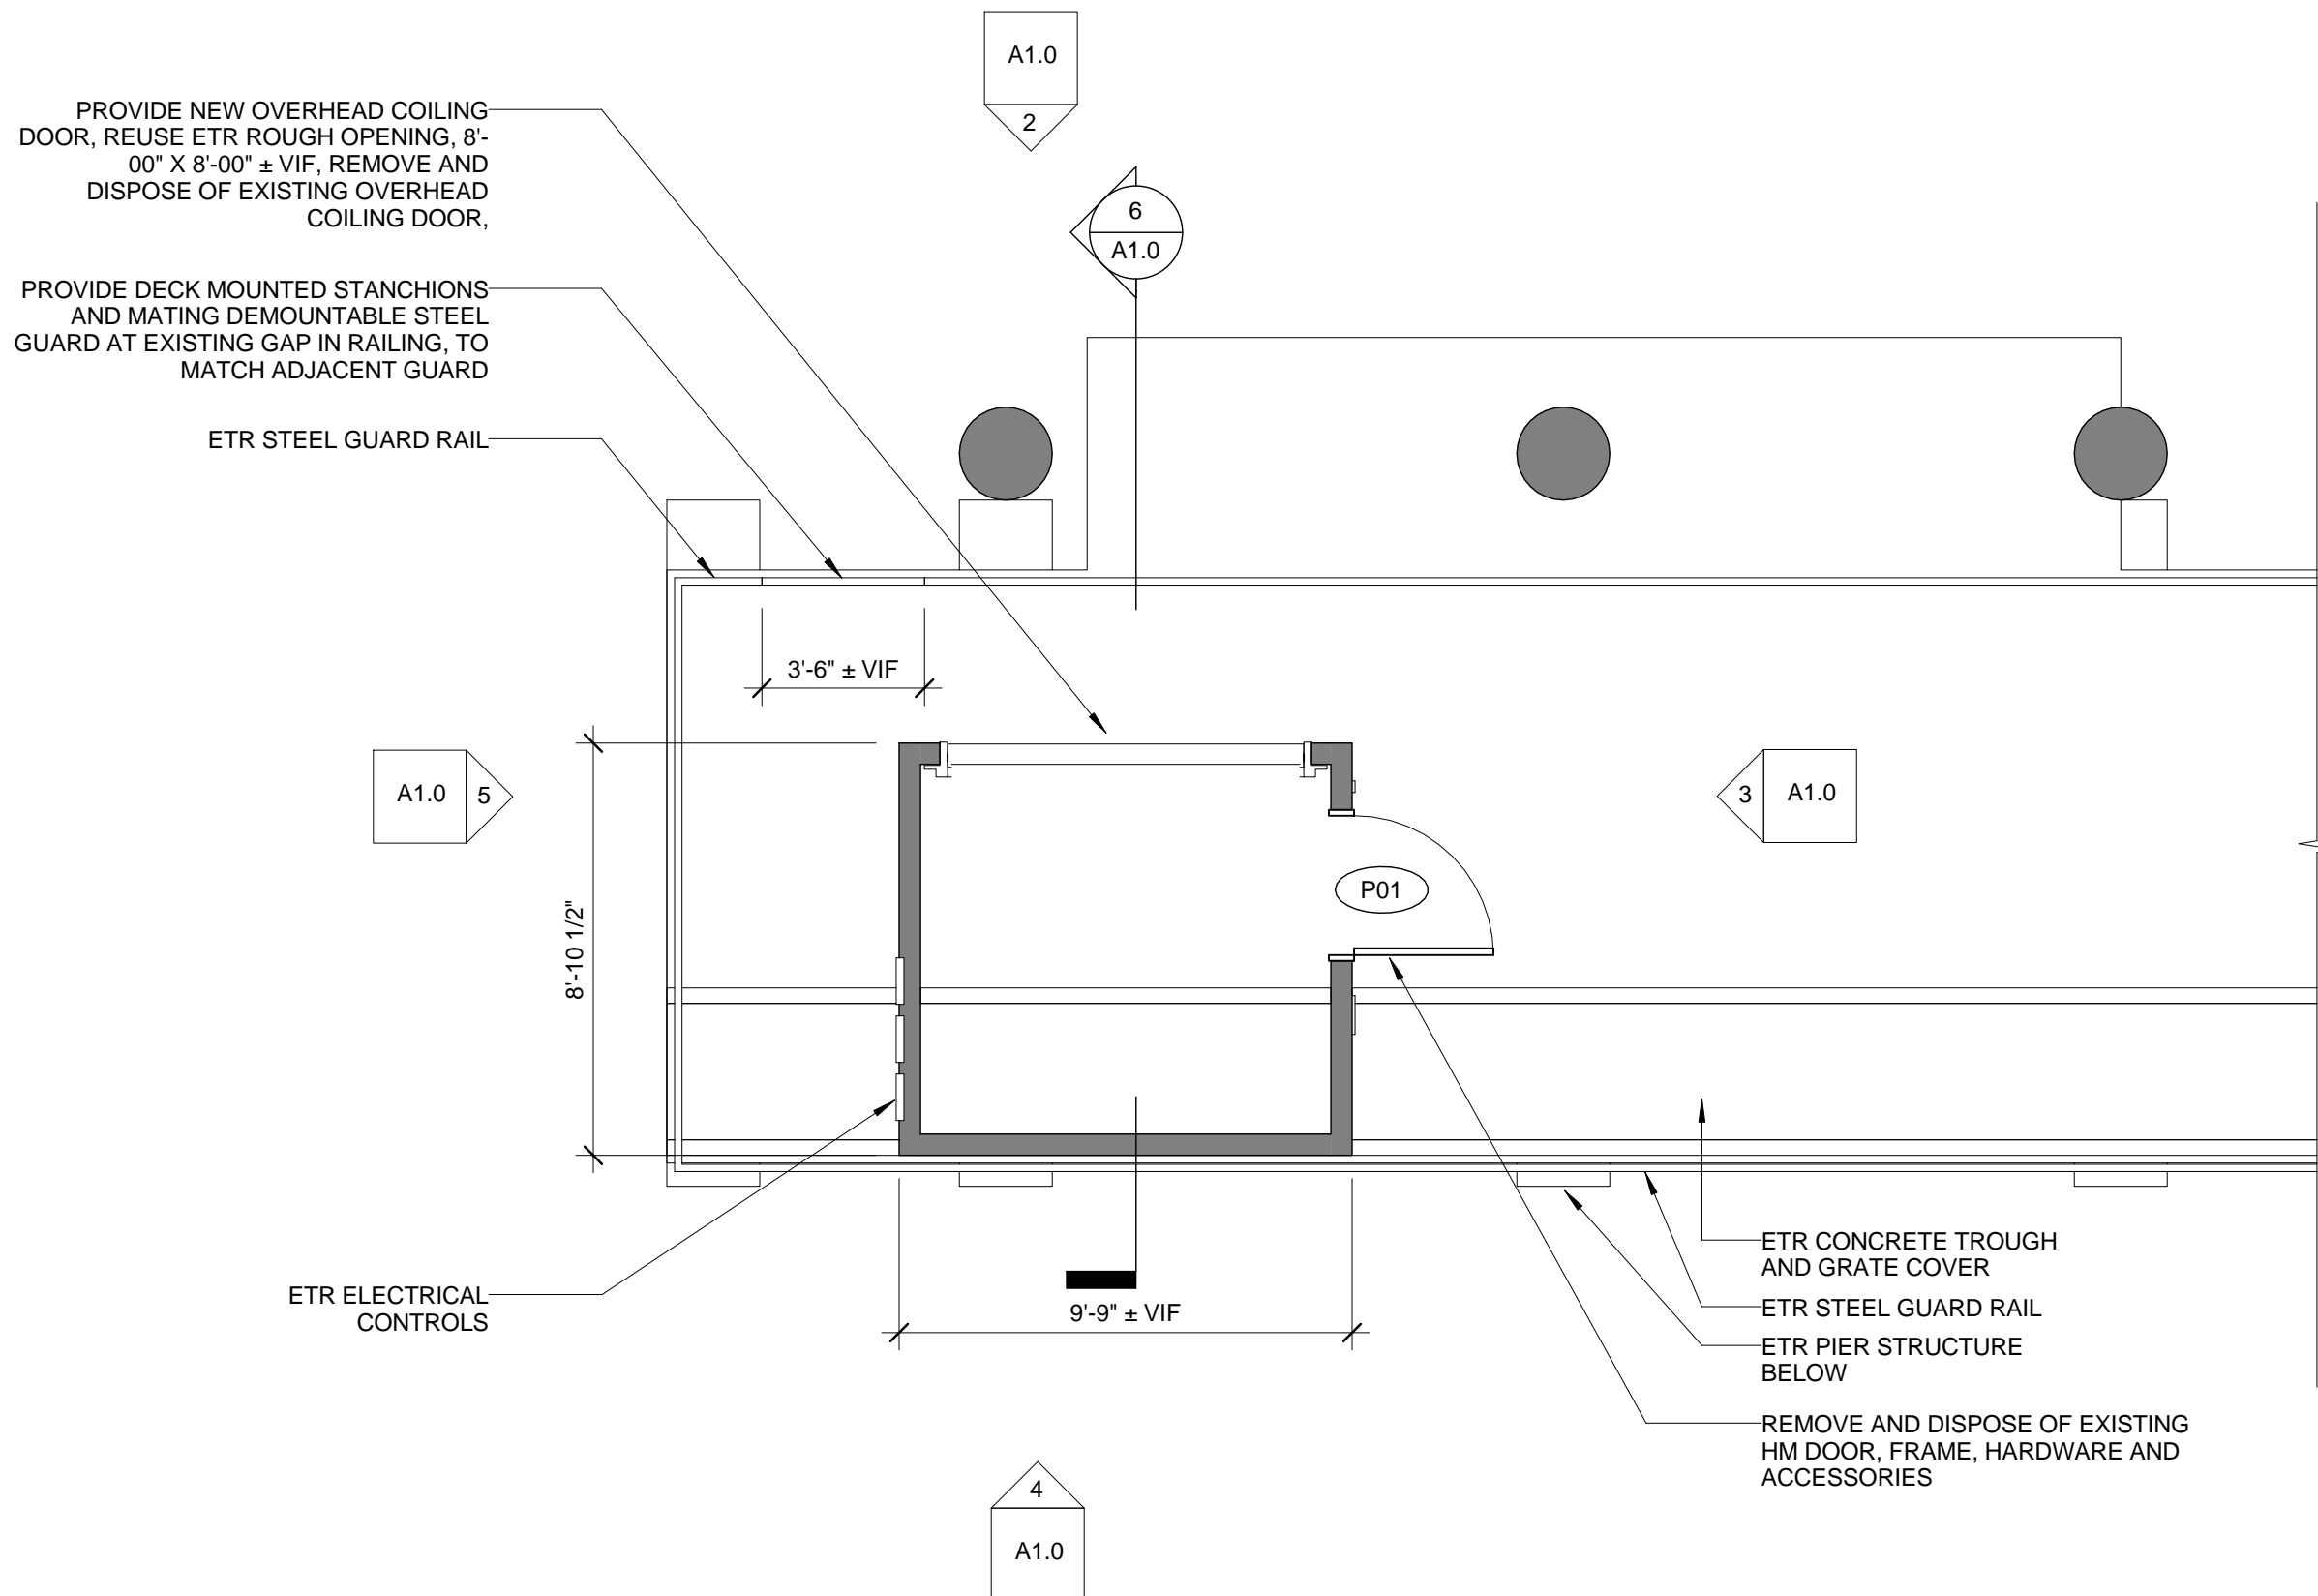 A1.0
2
PROVIDE NEW OVERHEAD COILING
DOOR, REUSE ETR ROUGH OPENING, 8'-
00" X 8'-00" ± VIF, REMOVE AND
DISPOSE OF EXISTING OVERHEAD
COILING DOOR,
6
A1.0
PROVIDE DECK MOUNTED STANCHIONS
AND MATING DEMOUNTABLE STEEL
GUARD AT EXISTING GAP IN RAILING, TO
MATCH ADJACENT GUARD
ETR STEEL GUARD RAIL
3'-6" ± VIF
A1.0 5
3 A1.0
P01
8'-10 1/2"
ETR ELECTRICAL
CONTROLS
9'-9" ± VIF
ETR CONCRETE TROUGH
AND GRATE COVER
ETR STEEL GUARD RAIL
ETR PIER STRUCTURE
BELOW
REMOVE AND DISPOSE OF EXISTING
HM DOOR, FRAME, HARDWARE AND
ACCESSORIES
4
A1.0